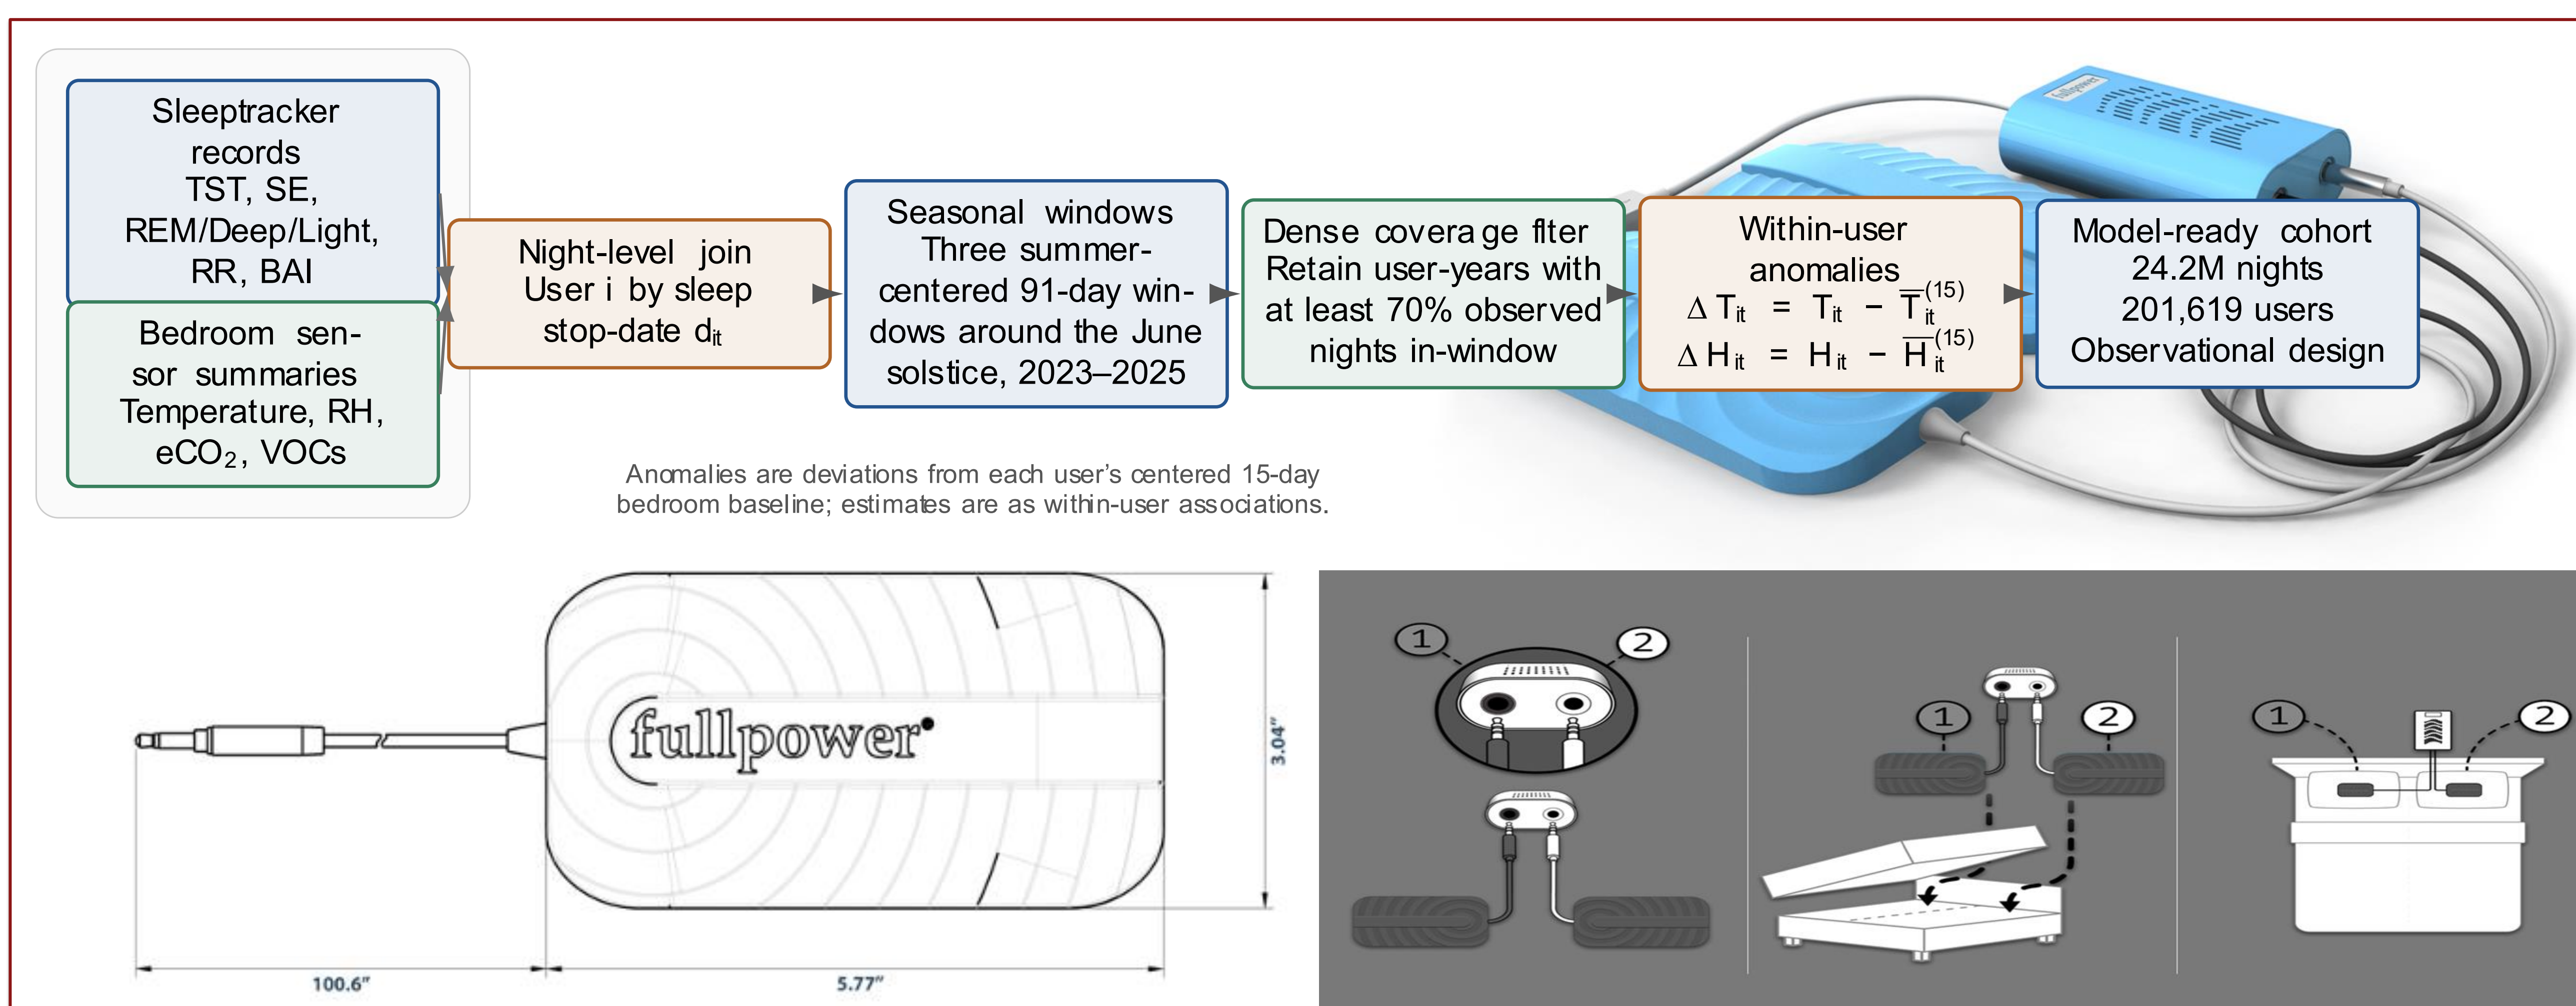 Sleeptracker
records
TST, SE,
REM/Deep/Light,
RR, BAI
Bedroom sen-
sor summaries
Temperature, RH,
eCO₂, VOCs
Night-level join
User i by sleep
stop-date dᵢₜ
Seasonal windows
Three summer-
centered 91-day win-
dows around the June
solstice, 2023–2025
Dense coverage flter
Retain user-years with
at least 70% observed
nights in-window
Within-user
anomalies
Δ Tᵢₜ = Tᵢₜ − T̅ᵢₜ⁽¹⁵⁾
Δ Hᵢₜ = Hᵢₜ − H̅ᵢₜ⁽¹⁵⁾
Model-ready cohort
24.2M nights
201,619 users
Observational design
fullpower
Anomalies are deviations from each user’s centered 15-day
bedroom baseline; estimates are as within-user associations.
fullpower
3.04"
100.6"
5.77"
1
2
1
2
1
2